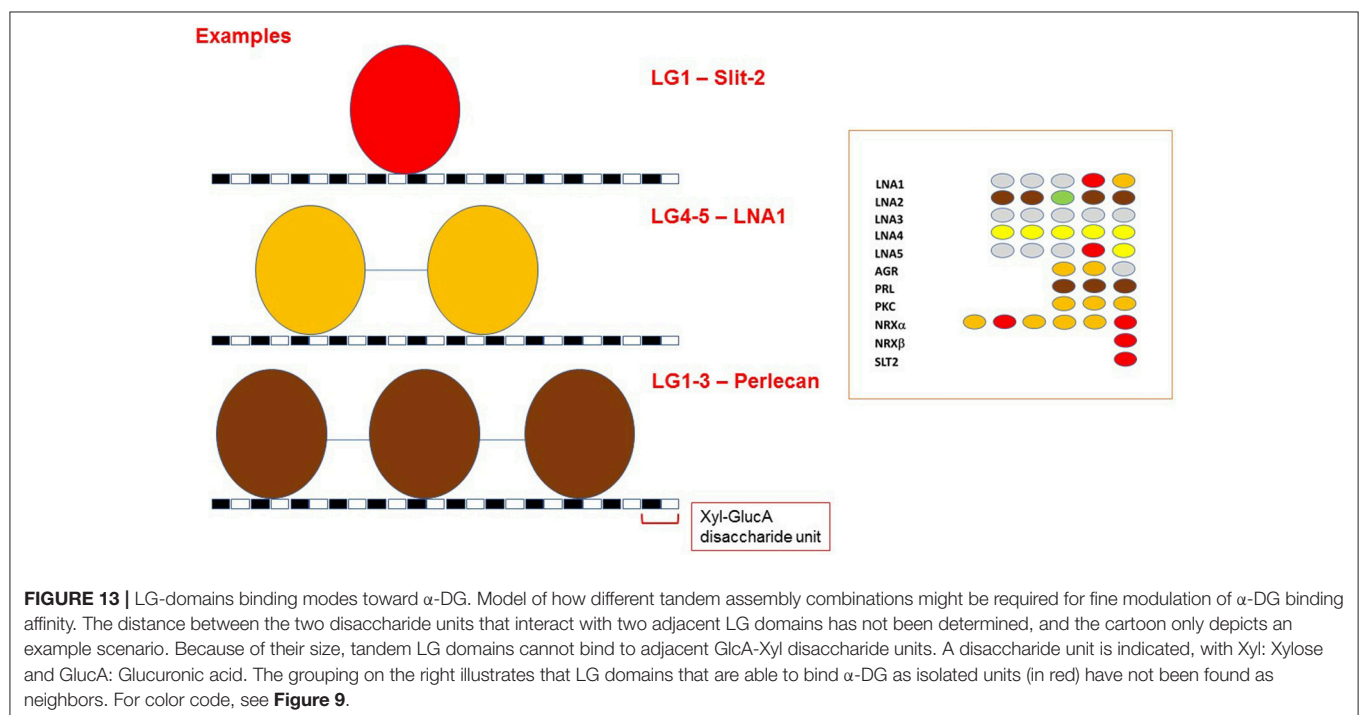 Examples
LG1 – Slit-2
LG4-5 – LNA1
LG1-3 – Perlecan
Xyl-GlucA
disaccharide unit
LNA1
LNA2
LNA3
LNA4
LNA5
AGR
PRL
PKC
NRXα
NRXβ
SLT2
FIGURE 13 | LG-domains binding modes toward α-DG. Model of how different tandem assembly combinations might be required for fine modulation of α-DG binding
affinity. The distance between the two disaccharide units that interact with two adjacent LG domains has not been determined, and the cartoon only depicts an
example scenario. Because of their size, tandem LG domains cannot bind to adjacent GlcA-Xyl disaccharide units. A disaccharide unit is indicated, with Xyl: Xylose
and GlucA: Glucuronic acid. The grouping on the right illustrates that LG domains that are able to bind α-DG as isolated units (in red) have not been found as
neighbors. For color code, see Figure 9.